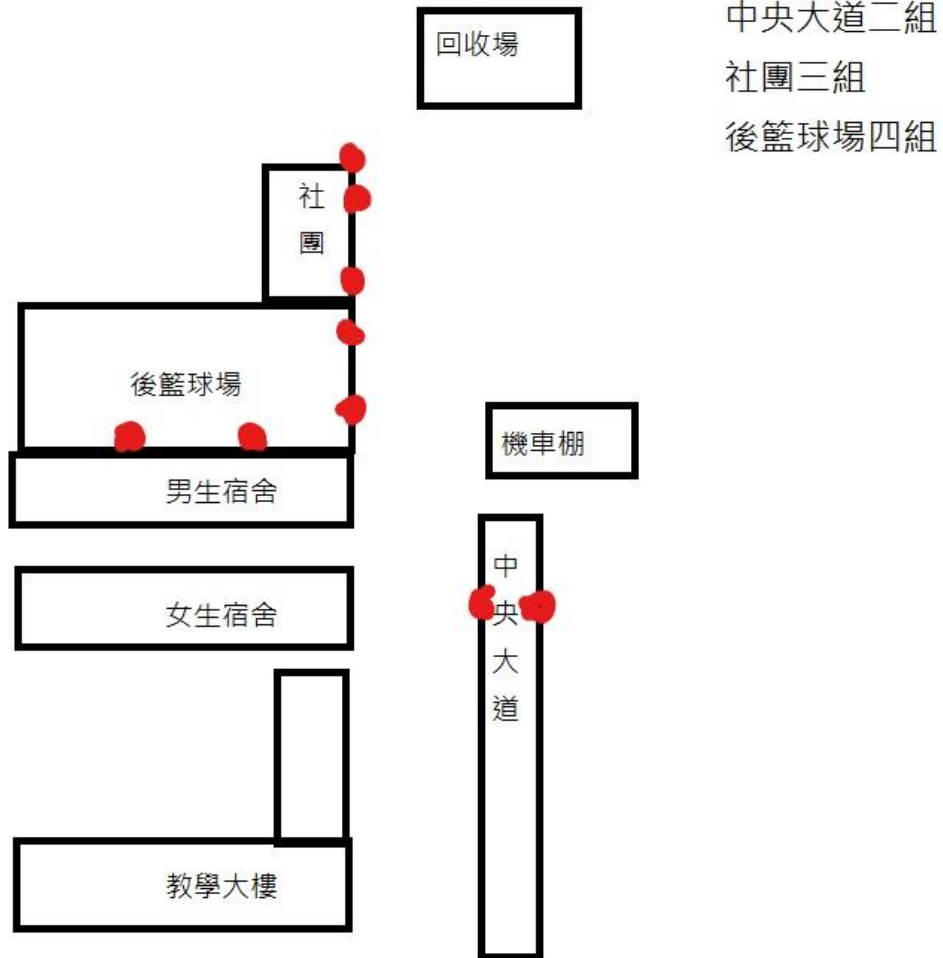 中央大道二組
社團三組
後籃球場四組
回收場
社團
後籃球場
機車棚
男生宿舍
中央大道
女生宿舍
教學大樓